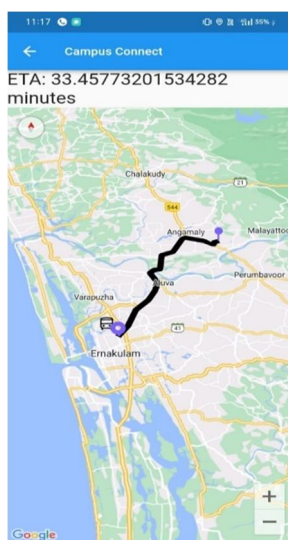 11:17
55%
Campus Connect
ETA: 33.45773201534282
minutes
Chalakudy
21
544
Angamaly
Malayattoo
Aluva
Perumbavoor
Varapuzha
41
Ernakulam
+
−
Google